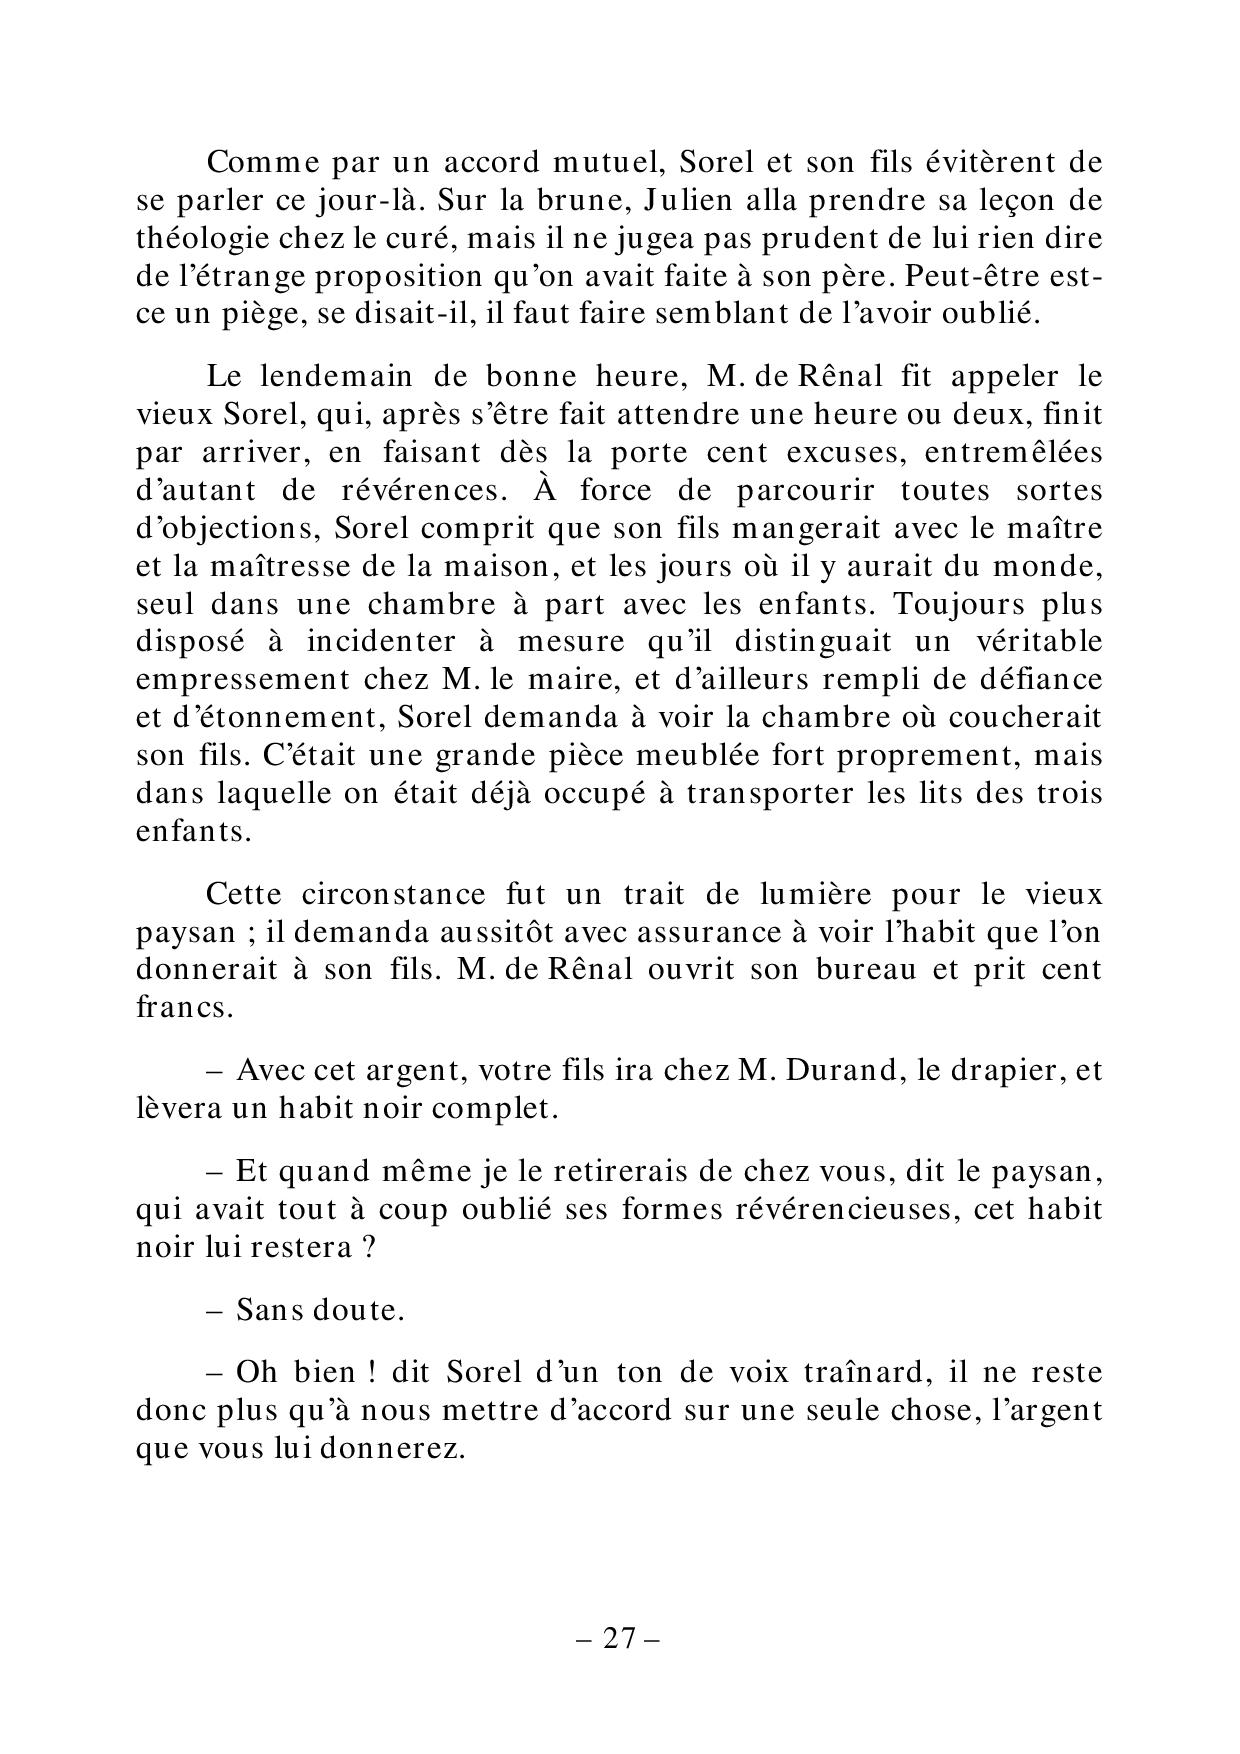 Comme par un accord mutuel, Sorel et son fils évitèrent de
se parler ce jour-là. Sur la brune, Julien alla prendre sa leçon de
théologie chez le curé, mais il ne jugea pas prudent de lui rien dire
de l’étrange proposition qu’on avait faite à son père. Peut-être est-
ce un piège, se disait-il, il faut faire semblant de l’avoir oublié.
Le lendemain de bonne heure, M. de Rênal fit appeler le
vieux Sorel, qui, après s’être fait attendre une heure ou deux, finit
par arriver, en faisant dès la porte cent excuses, entremêlées
d’autant de révérences. À force de parcourir toutes sortes
d’objections, Sorel comprit que son fils mangerait avec le maître
et la maîtresse de la maison, et les jours où il y aurait du monde,
seul dans une chambre à part avec les enfants. Toujours plus
disposé à incidenter à mesure qu’il distinguait un véritable
empressement chez M. le maire, et d’ailleurs rempli de défiance
et d’étonnement, Sorel demanda à voir la chambre où coucherait
son fils. C’était une grande pièce meublée fort proprement, mais
dans laquelle on était déjà occupé à transporter les lits des trois
enfants.
Cette circonstance fut un trait de lumière pour le vieux
paysan ; il demanda aussitôt avec assurance à voir l’habit que l’on
donnerait à son fils. M. de Rênal ouvrit son bureau et prit cent
francs.
– Avec cet argent, votre fils ira chez M. Durand, le drapier, et
lèvera un habit noir complet.
– Et quand même je le retirerais de chez vous, dit le paysan,
qui avait tout à coup oublié ses formes révérencieuses, cet habit
noir lui restera ?
– Sans doute.
– Oh bien ! dit Sorel d’un ton de voix traînard, il ne reste
donc plus qu’à nous mettre d’accord sur une seule chose, l’argent
que vous lui donnerez.
– 27 –